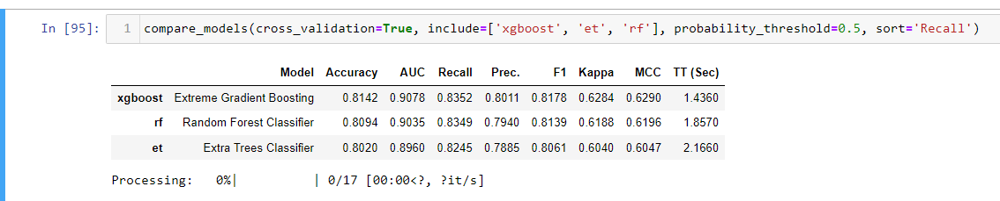 In [95]: 1 compare_models(cross_validation=True, include=['xgboost', 'et', 'rf'], probability_threshold=0.5, sort='Recall')
Model Accuracy AUC Recall Prec. F1 Kappa MCC TT (Sec)
xgboost Extreme Gradient Boosting 0.8142 0.9078 0.8352 0.8011 0.8178 0.6284 0.6290 1.4360
rf Random Forest Classifier 0.8094 0.9035 0.8349 0.7940 0.8139 0.6188 0.6196 1.8570
et Extra Trees Classifier 0.8020 0.8960 0.8245 0.7885 0.8061 0.6040 0.6047 2.1660
Processing: 0%| | 0/17 [00:00<?, ?it/s]